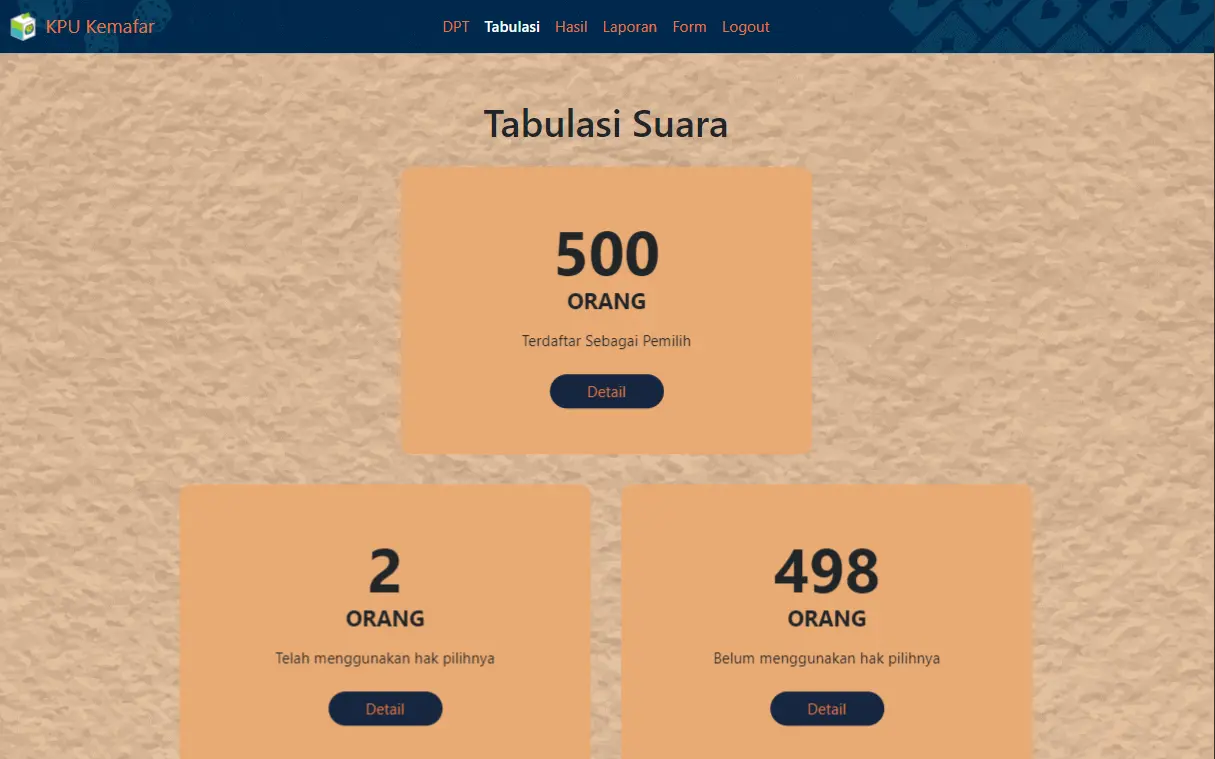 KPU Kemafar
DPT Tabulasi Hasil Laporan Form Logout
Tabulasi Suara
500
ORANG
Terdaftar Sebagai Pemilih
Detail
2
ORANG
Telah menggunakan hak pilihnya
Detail
498
ORANG
Belum menggunakan hak pilihnya
Detail